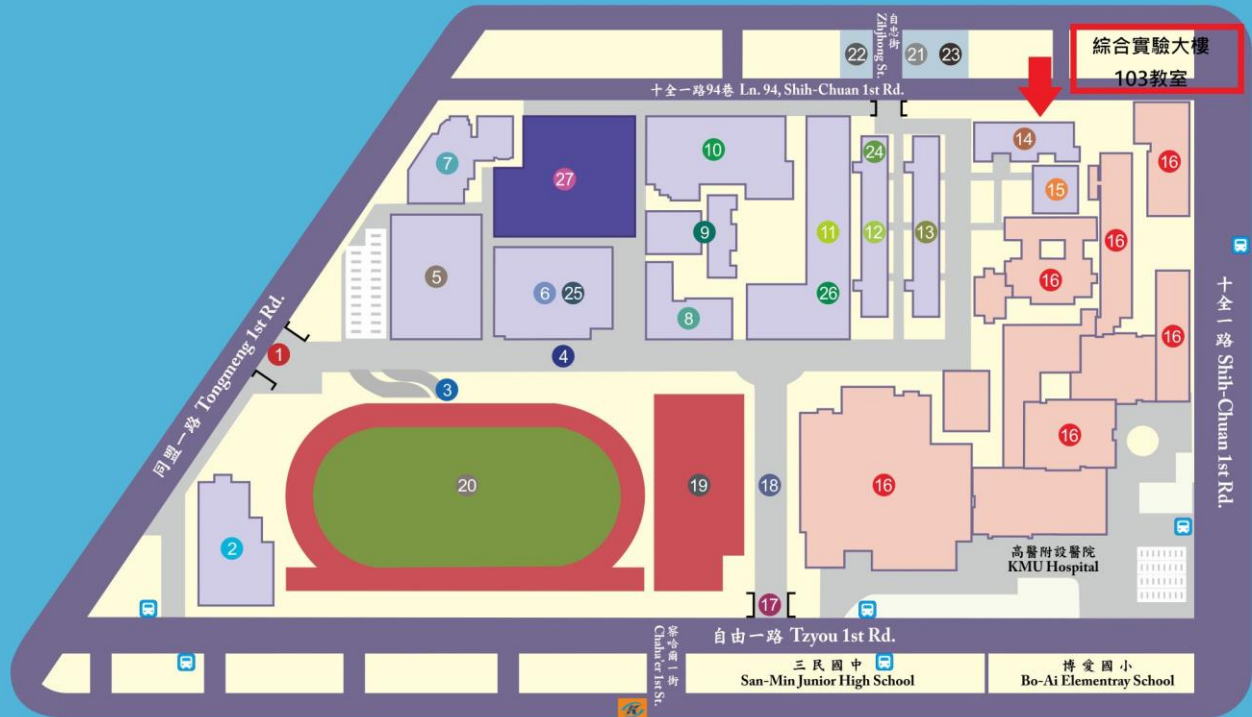 自忠街 Zihjhong St.
22
21
23
綜合實驗大樓
103教室
十全一路94巷 Ln. 94, Shih-Chuan 1st Rd.
7
27
10
24
14
16
15
9
11
12
13
16
5
6
25
26
16
8
16
1
4
3
同盟一路 Tongmeng 1st Rd.
十全一路 Shih-Chuan 1st Rd.
16
20
19
18
16
2
高醫附設醫院
KMU Hospital
17
自由一路 Tzyou 1st Rd.
察哈爾一街 Chaha'er 1st St.
三民國中
San-Min Junior High School
博愛國小
Bo-Ai Elementray School
K